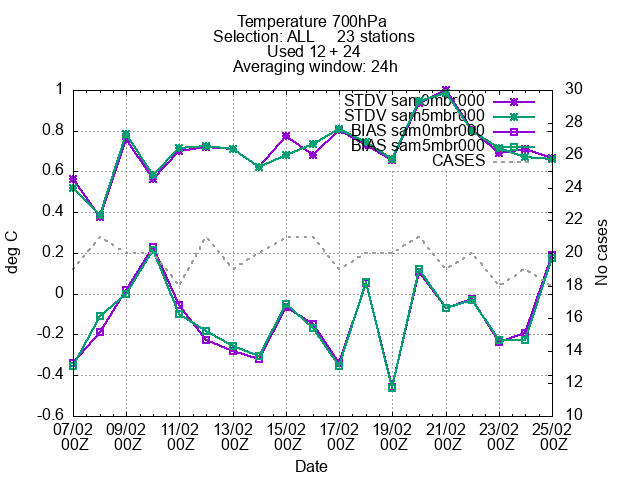 Temperature 700hPa
Selection: ALL 23 stations
Used 12 + 24
Averaging window: 24h
STDV sam0mbr000
STDV sam5mbr000
BIAS sam0mbr000
BIAS sam5mbr000
CASES
1
0.8
0.6
0.4
0.2
0
-0.2
-0.4
-0.6
deg C
30
28
26
24
22
20
18
16
14
12
10
No cases
07/02 09/02 11/02 13/02 15/02 17/02 19/02 21/02 23/02 25/02
00Z 00Z 00Z 00Z 00Z 00Z 00Z 00Z 00Z 00Z
Date